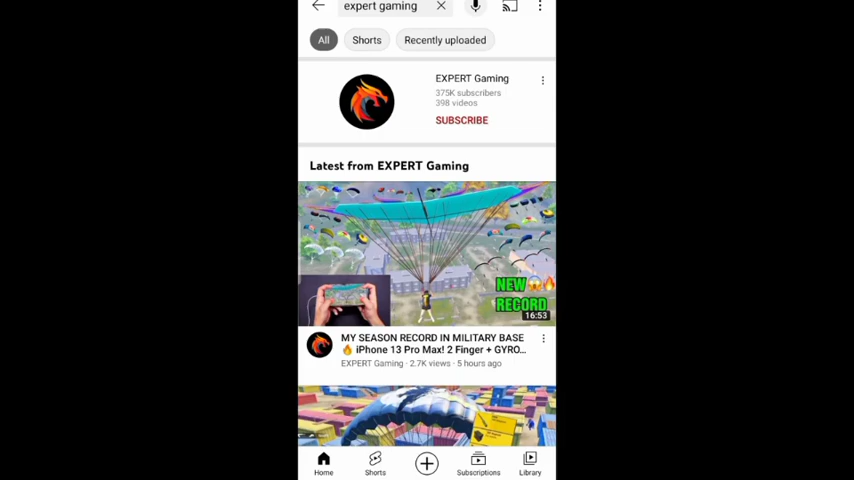 expert gaming
All
Shorts
Recently uploaded
EXPERT Gaming
375K subscribers
398 videos
SUBSCRIBE
Latest from EXPERT Gaming
NEW
RECORD
16:53
MY SEASON RECORD IN MILITARY BASE
🔥 iPhone 13 Pro Max! 2 Finger + GYRO...
EXPERT Gaming · 2.7K views · 5 hours ago
Home
Shorts
Subscriptions
Library